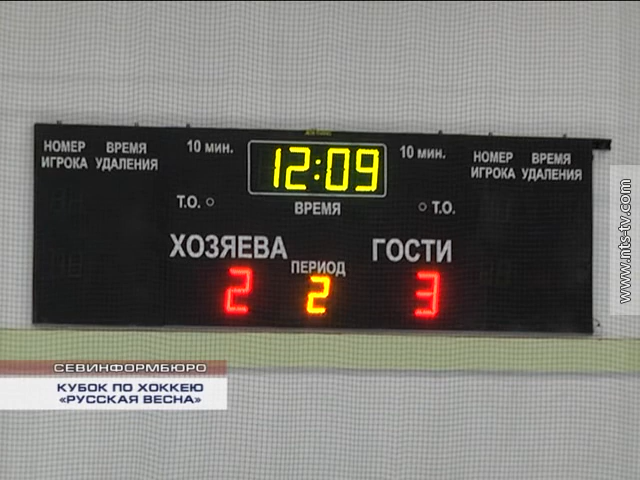 НОМЕР ИГРОКА
ВРЕМЯ УДАЛЕНИЯ
10 мин.
12:09
10 мин.
НОМЕР ИГРОКА
ВРЕМЯ УДАЛЕНИЯ
Т.О.
ВРЕМЯ
Т.О.
ХОЗЯЕВА
ПЕРИОД
ГОСТИ
2
2
3
www.nts-tv.com
СЕВИНФОРМБЮРО
КУБОК ПО ХОККЕЮ
«РУССКАЯ ВЕСНА»